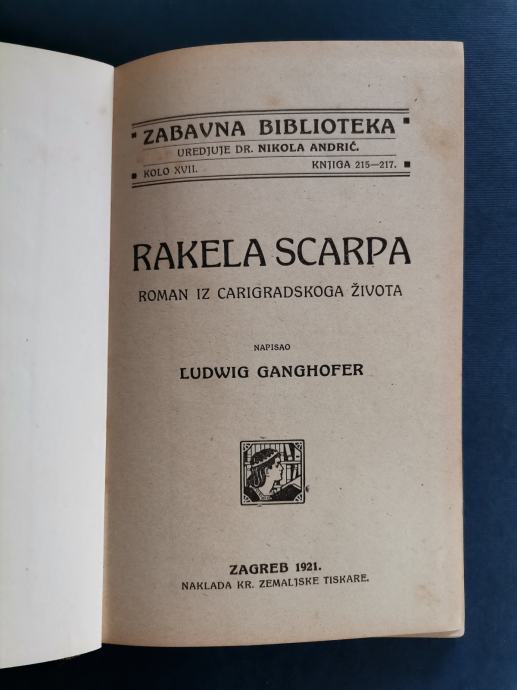 ZABAVNA BIBLIOTEKA
UREDJUJE DR. NIKOLA ANDRIĆ.
KOLO XVII. KNJIGA 215—217.
RAKELA SCARPA
ROMAN IZ CARIGRADSKOGA ŽIVOTA
NAPISAO
LUDWIG GANGHOFER
ZAGREB 1921.
NAKLADA KR. ZEMALJSKE TISKARE.